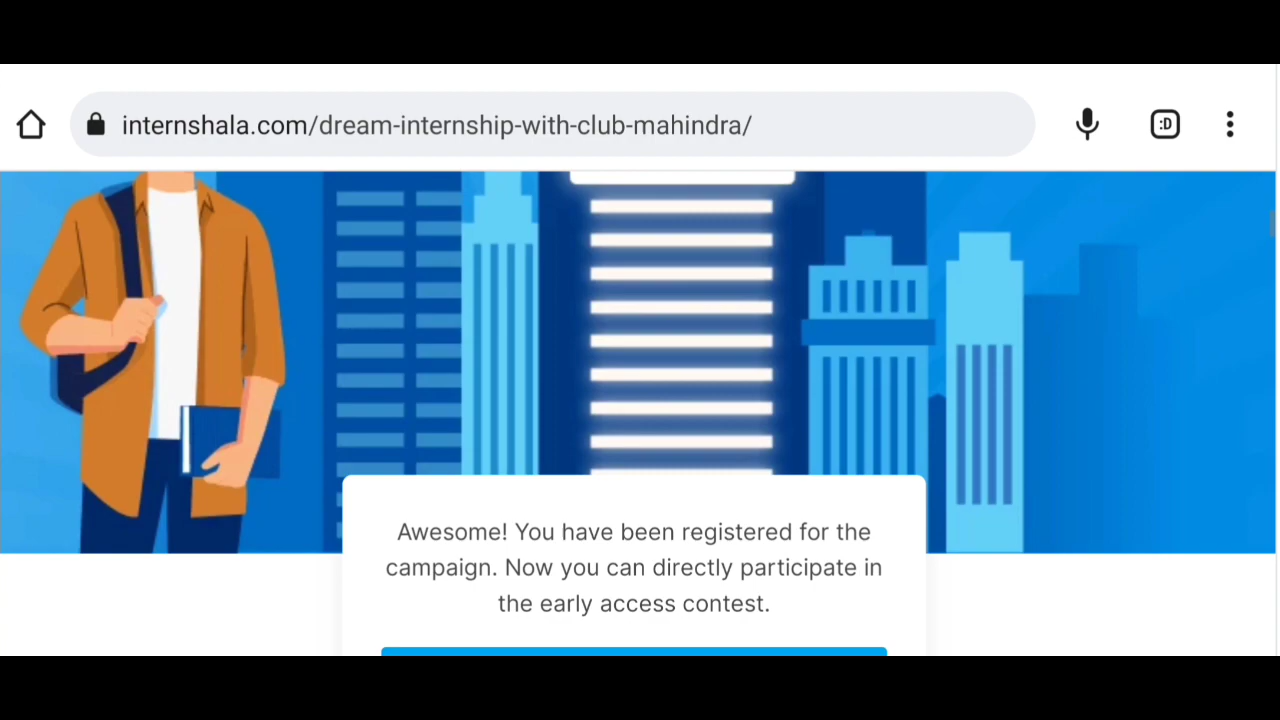 internshala.com/dream-internship-with-club-mahindra/
:D
Awesome! You have been registered for the
campaign. Now you can directly participate in
the early access contest.